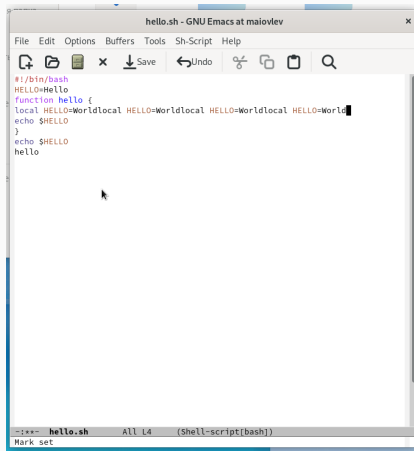 hello.sh - GNU Emacs at maiovlev ×
File Edit Options Buffers Tools Sh-Script Help
Save Undo
#!/bin/bash
HELLO=Hello
function hello {
local HELLO=Worldlocal HELLO=Worldlocal HELLO=Worldlocal HELLO=World
echo $HELLO
}
echo $HELLO
hello
-:**- hello.sh All L4 (Shell-script[bash])
Mark set